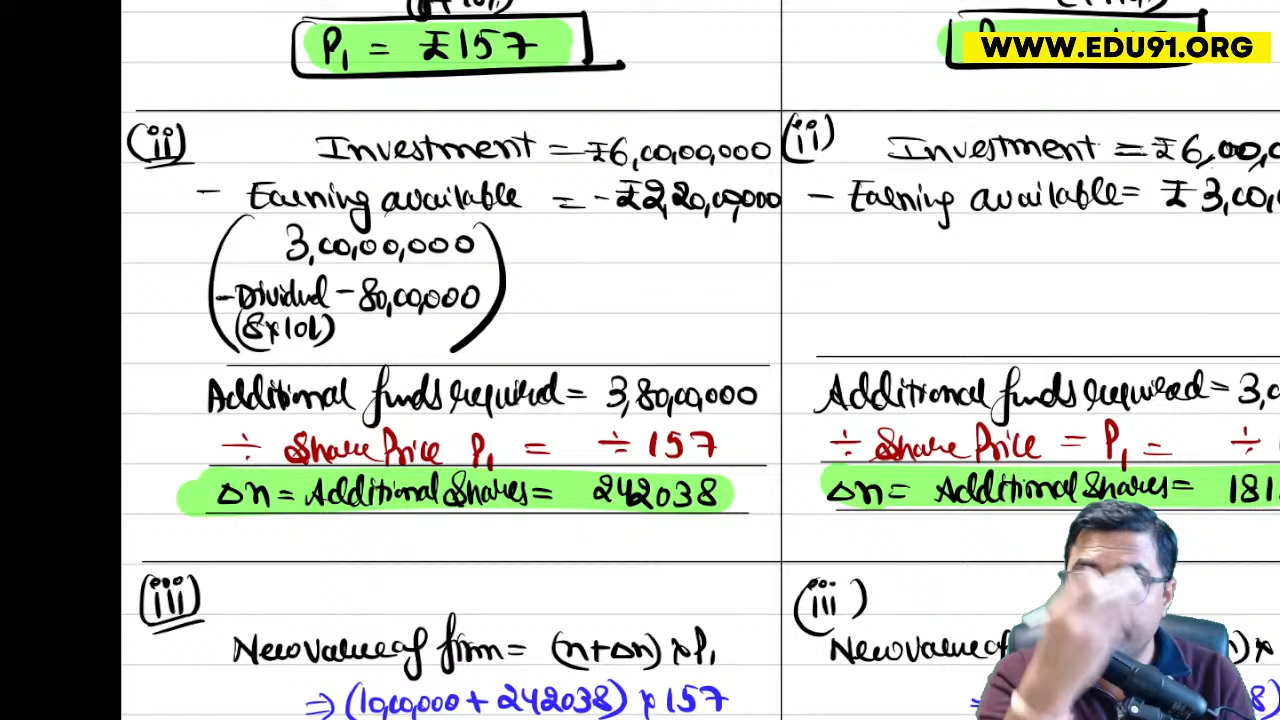 P₁ = ₹157
WWW.EDU91.ORG
(ii) Investment = ₹6,00,00,000
- Earning available = -₹2,20,00,000
3,00,00,000
- Dividend - 80,00,000
(8×10L)
Additional funds required = 3,80,00,000
÷ Share Price P₁ = ÷ 157
Δn = Additional Shares = 242038
(iii)
New value of firm = (n+Δn) × P₁
⇒ (10,00,000 + 242038) × 157
(ii) Investment = ₹6,00,0
- Earning available = ₹3,00,
Additional funds required = 3,0
÷ Share Price = P₁ = ÷ 1
Δn = Additional Shares = 181
(iii)
New value of